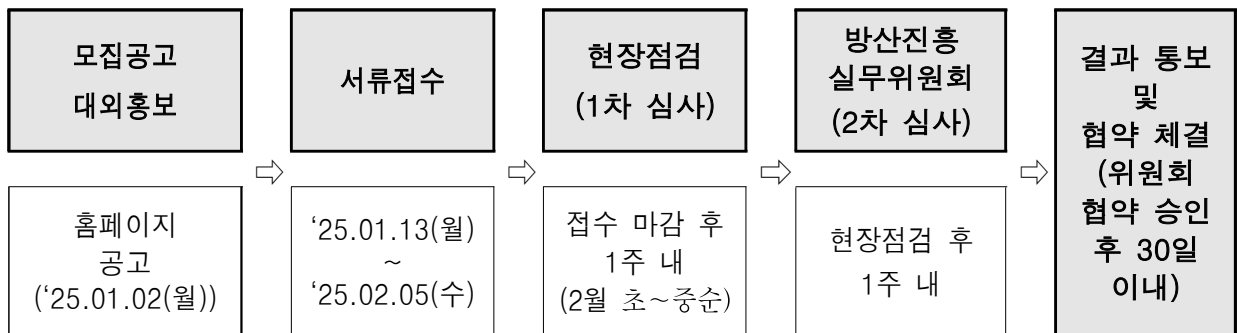 모집공고
대외홍보
홈페이지
공고
(‘25.01.02(월))
⇨
서류접수
‘25.01.13(월)
~
‘25.02.05(수)
⇨
현장점검
(1차 심사)
접수 마감 후
1주 내
(2월 초~중순)
⇨
방산진흥
실무위원회
(2차 심사)
현장점검 후
1주 내
⇨
결과 통보
및
협약 체결
(위원회
협약 승인
후 30일
이내)